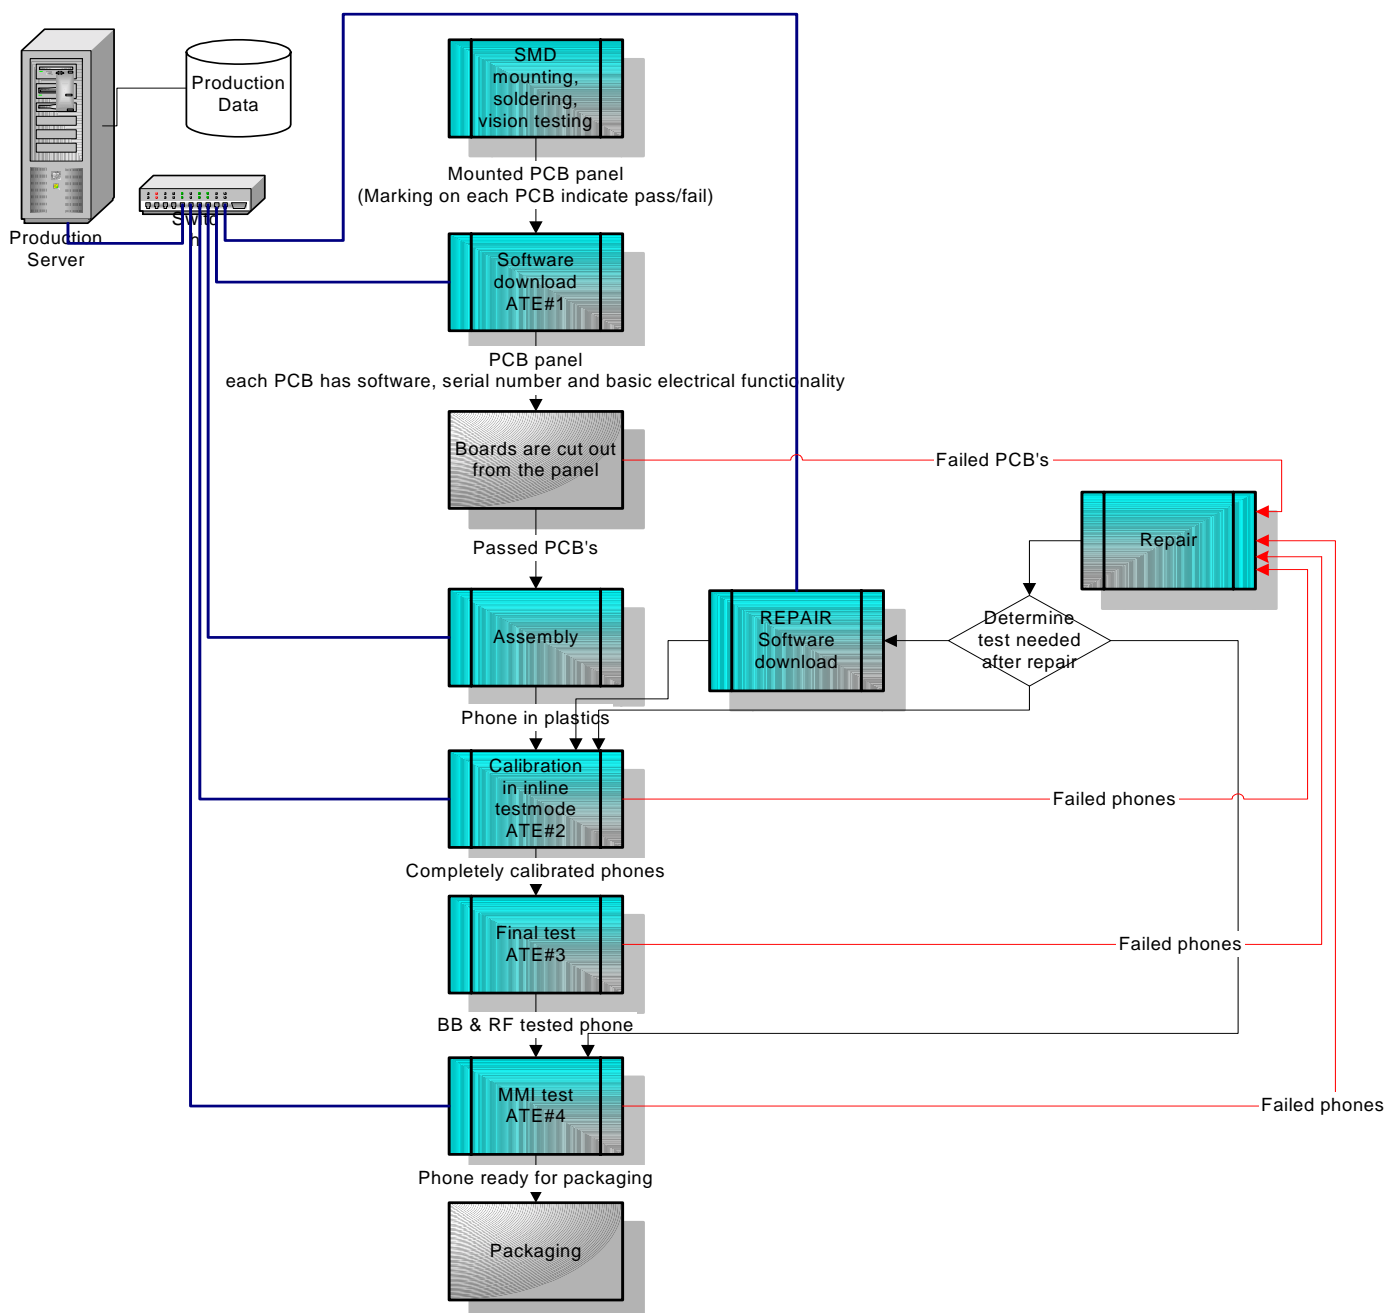 Production
Data
Production
Server
Switc
h
SMD
mounting,
soldering,
vision testing
Mounted PCB panel
(Marking on each PCB indicate pass/fail)
Software
download
ATE#1
PCB panel
each PCB has software, serial number and basic electrical functionality
Boards are cut out
from the panel
Failed PCB's
Passed PCB's
Repair
Assembly
REPAIR
Software
download
Determine
test needed
after repair
Phone in plastics
Calibration
in inline
testmode
ATE#2
Failed phones
Completely calibrated phones
Final test
ATE#3
Failed phones
BB & RF tested phone
MMI test
ATE#4
Failed phones
Phone ready for packaging
Packaging